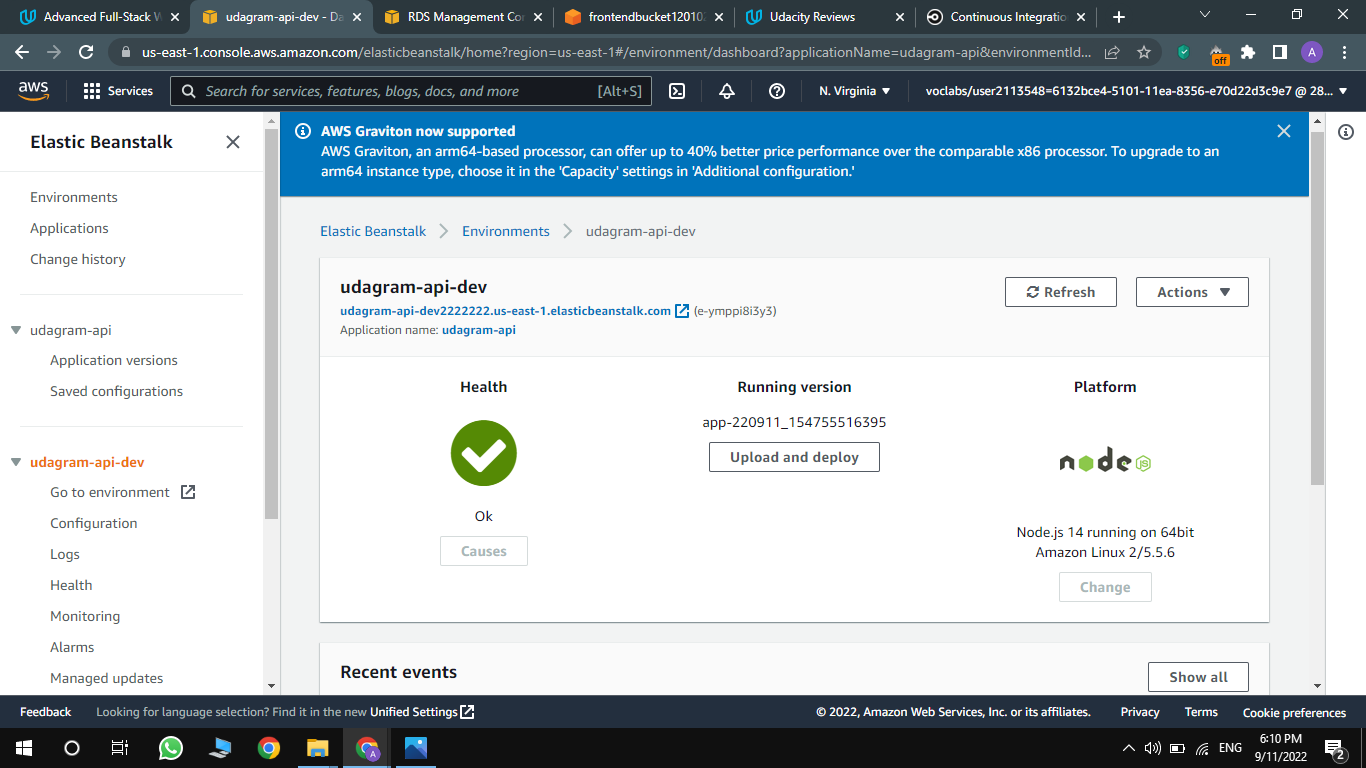 Advanced Full-Stack W
udagram-api-dev - Da
RDS Management Con
frontendbucket120102
Udacity Reviews
Continuous Integratio
us-east-1.console.aws.amazon.com/elasticbeanstalk/home?region=us-east-1#/environment/dashboard?applicationName=udagram-api&environmentId...
off
A
aws
Services
Search for services, features, blogs, docs, and more
[Alt+S]
N. Virginia
voclabs/user2113548=6132bce4-5101-11ea-8356-e70d22d3c9e7 @ 28...
Elastic Beanstalk
Environments
Applications
Change history
udagram-api
Application versions
Saved configurations
udagram-api-dev
Go to environment
Configuration
Logs
Health
Monitoring
Alarms
Managed updates
AWS Graviton now supported
AWS Graviton, an arm64-based processor, can offer up to 40% better price performance over the comparable x86 processor. To upgrade to an
arm64 instance type, choose it in the 'Capacity' settings in 'Additional configuration.'
Elastic Beanstalk
Environments
udagram-api-dev
udagram-api-dev
udagram-api-dev2222222.us-east-1.elasticbeanstalk.com (e-ymppi8i3y3)
Application name: udagram-api
Refresh
Actions
Health
Ok
Causes
Running version
app-220911_154755516395
Upload and deploy
Platform
node
JS
Node.js 14 running on 64bit
Amazon Linux 2/5.5.6
Change
Recent events
Show all
Feedback
Looking for language selection? Find it in the new Unified Settings
© 2022, Amazon Web Services, Inc. or its affiliates.
Privacy
Terms
Cookie preferences
A
ENG
6:10 PM
9/11/2022
2